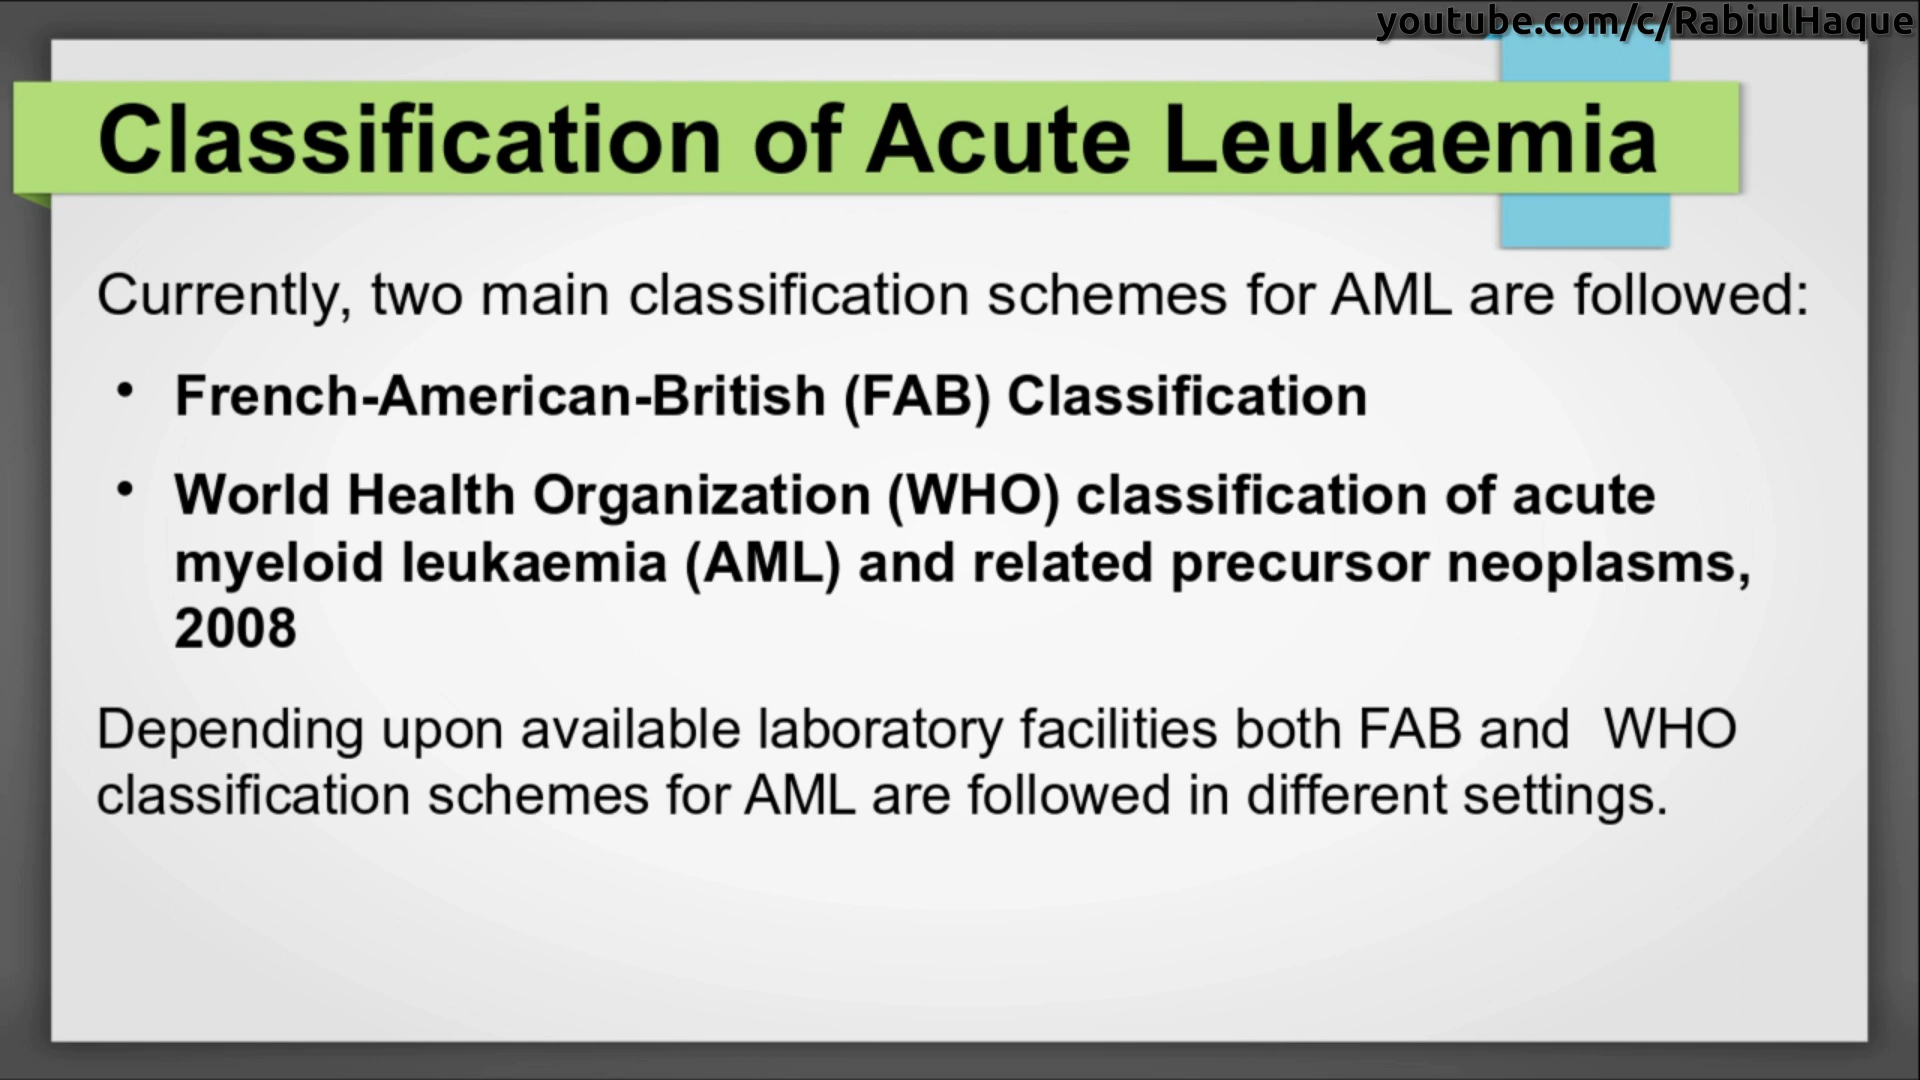 youtube.com/c/RabiulHaque
Classification of Acute Leukaemia
Currently, two main classification schemes for AML are followed:
• French-American-British (FAB) Classification
• World Health Organization (WHO) classification of acute
myeloid leukaemia (AML) and related precursor neoplasms,
2008
Depending upon available laboratory facilities both FAB and  WHO
classification schemes for AML are followed in different settings.